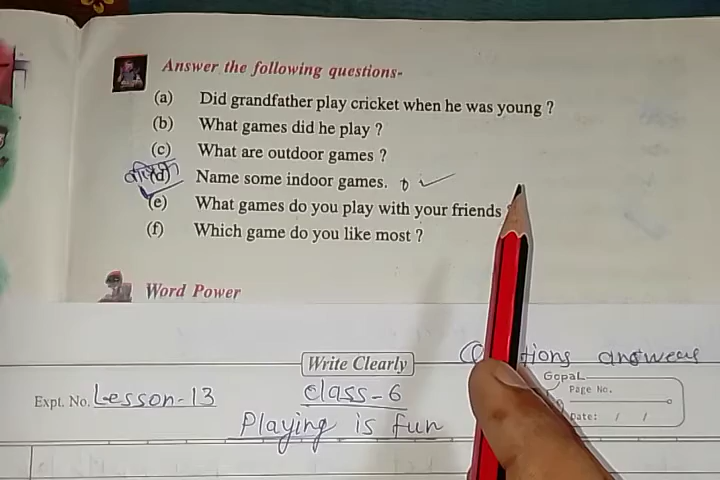 Answer the following questions-
(a) Did grandfather play cricket when he was young ?
(b) What games did he play ?
(c) What are outdoor games ?
(d) Name some indoor games.
(e) What games do you play with your friends
(f) Which game do you like most ?
Word Power
Write Clearly
tions answers
Gopal
Page No.
Expt. No. Lesson-13
Class-6
Date: / /
Playing is fun